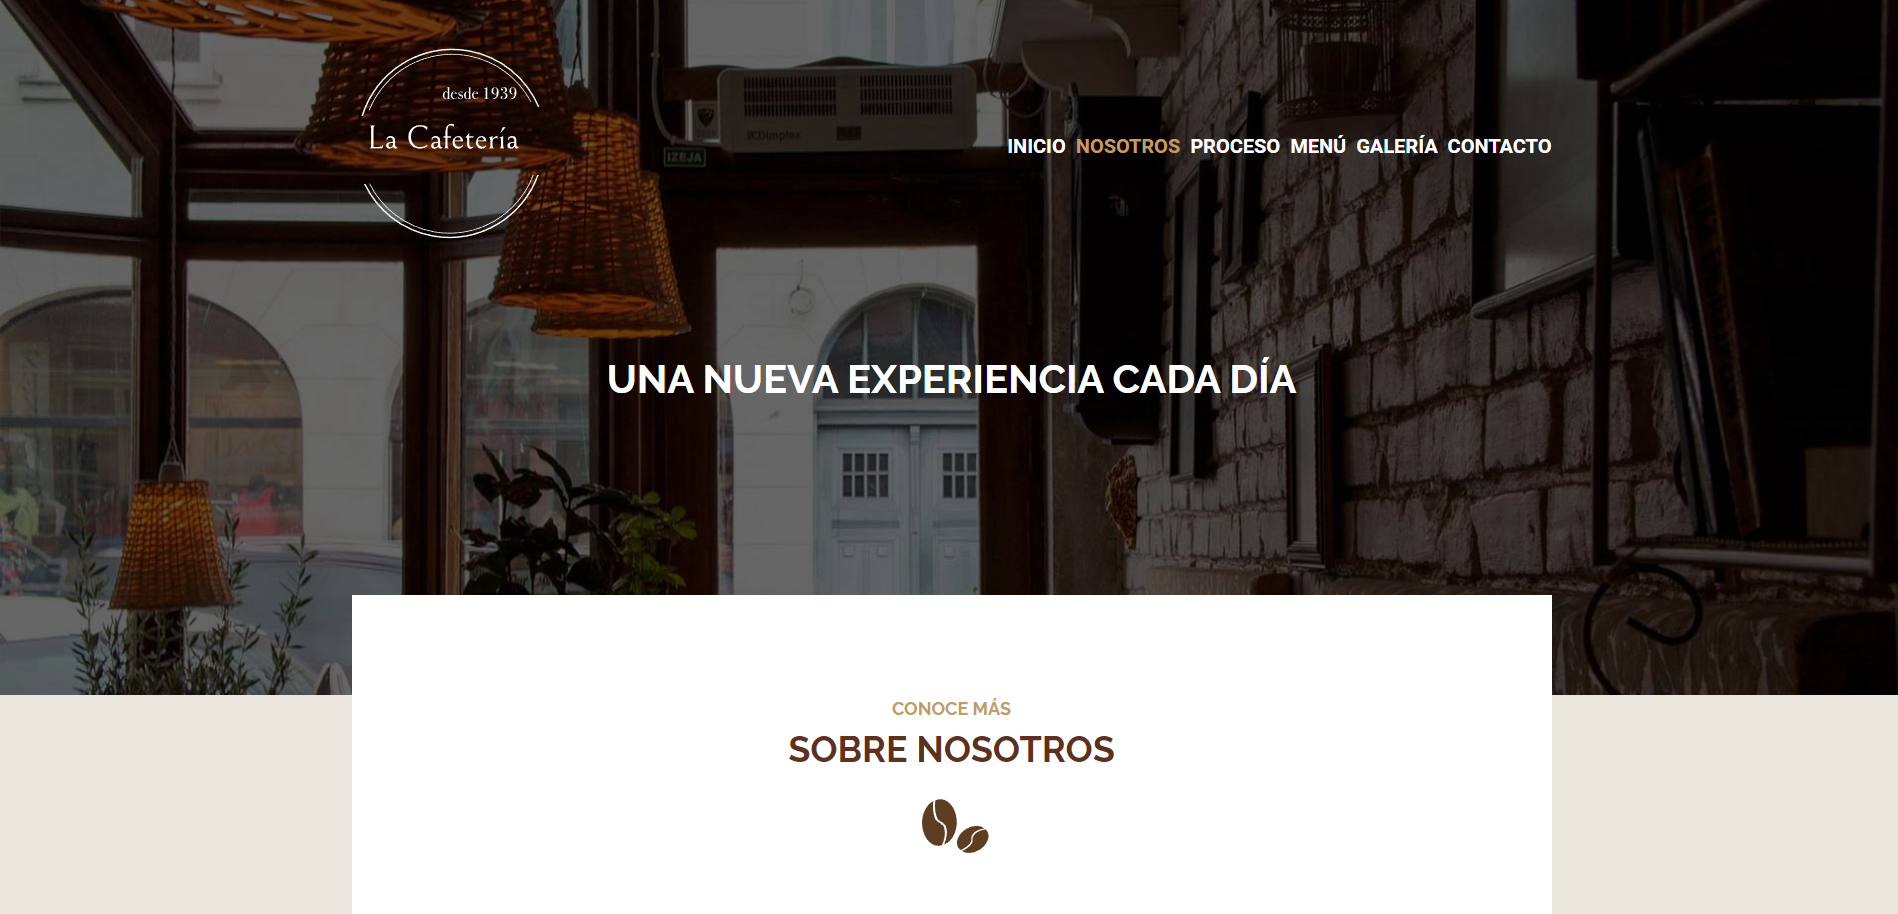 desde 1939
La Cafetería
INICIO NOSOTROS PROCESO MENÚ GALERÍA CONTACTO
IZEJA
UNA NUEVA EXPERIENCIA CADA DÍA
CONOCE MÁS
SOBRE NOSOTROS